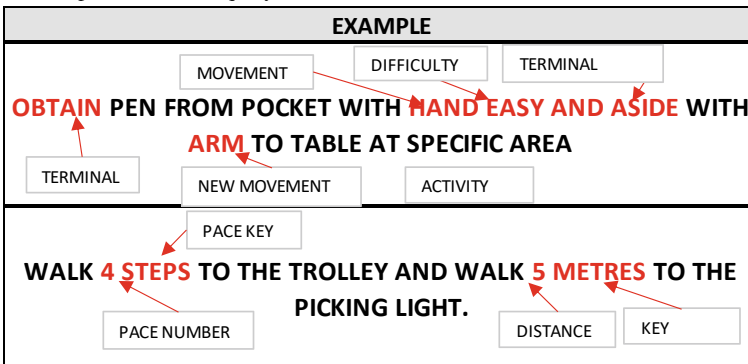 EXAMPLE
MOVEMENT
DIFFICULTY
TERMINAL
OBTAIN PEN FROM POCKET WITH HAND EASY AND ASIDE WITH
ARM TO TABLE AT SPECIFIC AREA
TERMINAL
NEW MOVEMENT
ACTIVITY
PACE KEY
WALK 4 STEPS TO THE TROLLEY AND WALK 5 METRES TO THE
PICKING LIGHT.
PACE NUMBER
DISTANCE
KEY